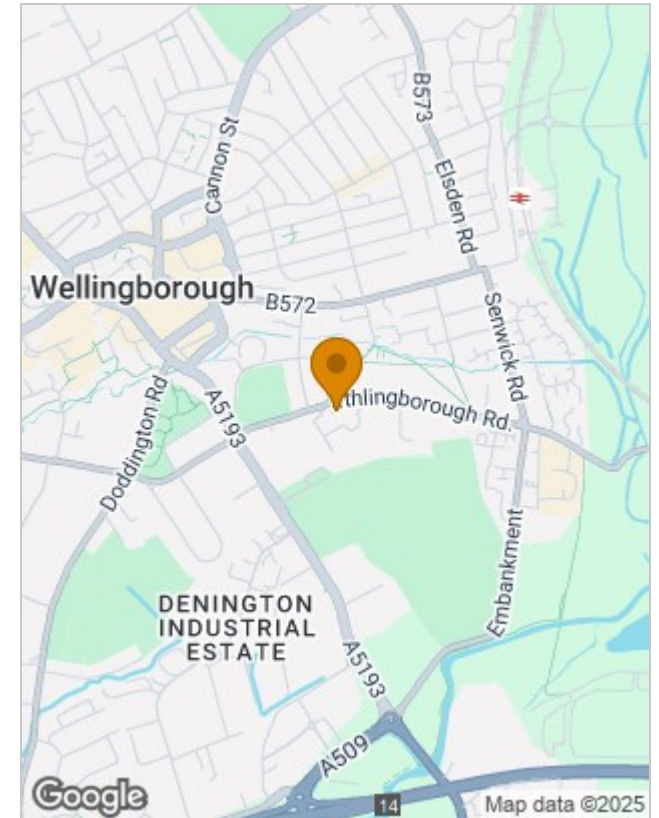 B573
Cannon St
Elsden Rd
Wellingborough
B572
Senwick Rd
thlingborough Rd
Doddington Rd
A5193
Embankment
DENINGTON
INDUSTRIAL
ESTATE
A5193
A509
Google
14
Map data ©2025